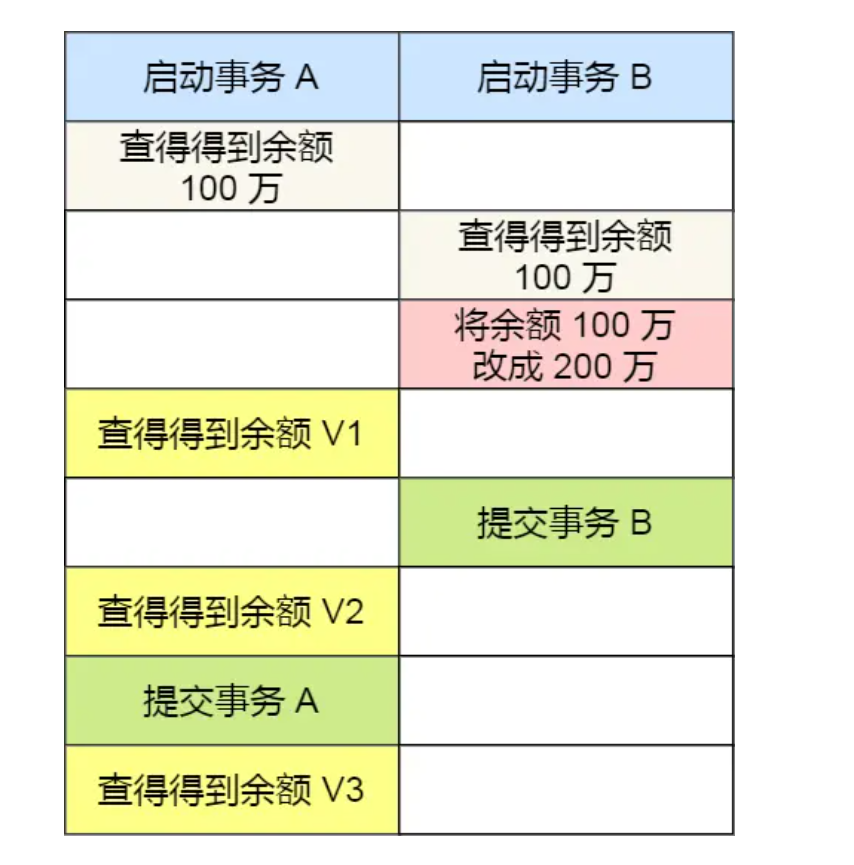 启动事务 A
启动事务 B
查得得到余额
100 万
查得得到余额
100 万
将余额 100 万
改成 200 万
查得得到余额 V1
提交事务 B
查得得到余额 V2
提交事务 A
查得得到余额 V3